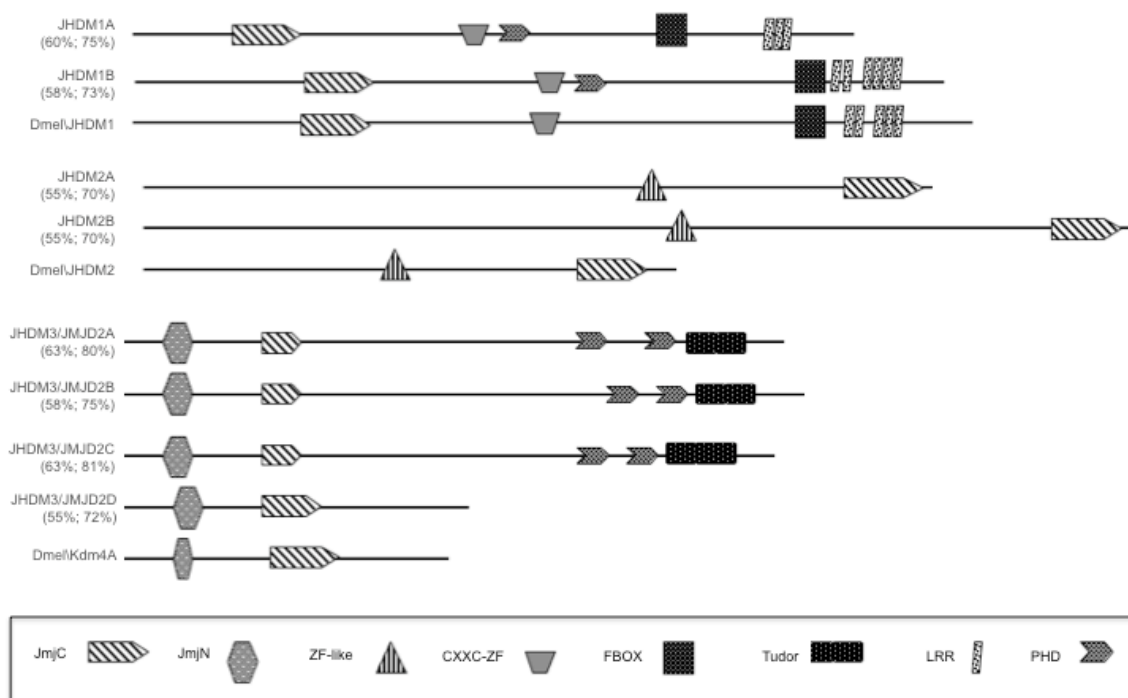 JHDM1A
(60%; 75%)
JHDM1B
(58%; 73%)
Dmel\JHDM1
JHDM2A
(55%; 70%)
JHDM2B
(55%; 70%)
Dmel\JHDM2
JHDM3/JMJD2A
(63%; 80%)
JHDM3/JMJD2B
(58%; 75%)
JHDM3/JMJD2C
(63%; 81%)
JHDM3/JMJD2D
(55%; 72%)
Dmel\Kdm4A
JmjC JmjN ZF-like CXXC-ZF FBOX Tudor LRR PHD